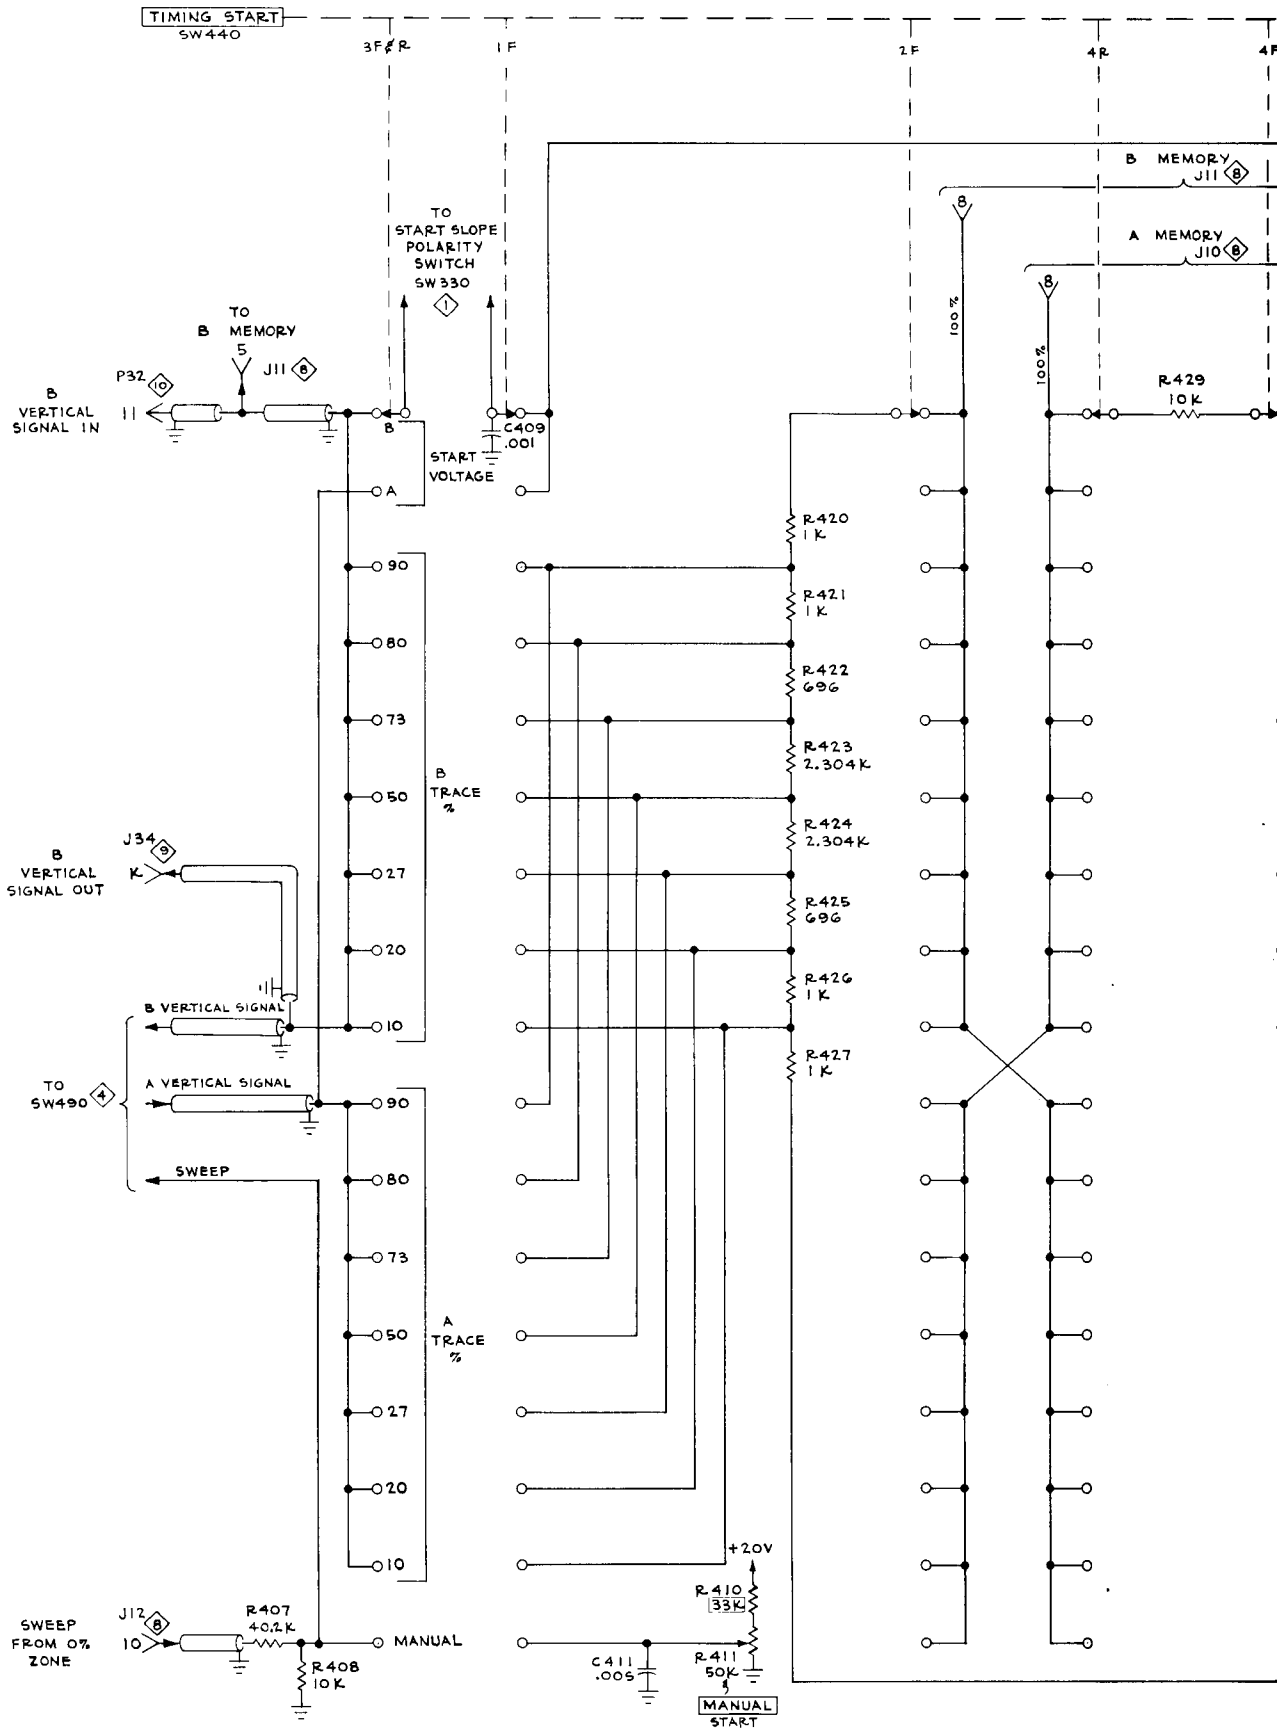 TIMING START
SW440
3F & R
1F
2F
4R
4F
B MEMORY
J11 8
8
A MEMORY
J10 8
8
100%
100%
TO
START SLOPE
POLARITY
SWITCH
SW330
1
TO
B MEMORY
5
J11 8
P32 10
B
VERTICAL
SIGNAL IN
11
B
C409
.001
START
VOLTAGE
A
R429
10K
R420
1K
90
R421
1K
80
R422
696
73
R423
2.304K
B
TRACE
%
50
R424
2.304K
J34 9
B
VERTICAL
SIGNAL OUT
K
27
R425
696
20
R426
1K
B VERTICAL SIGNAL
10
R427
1K
TO
SW490 4
A VERTICAL SIGNAL
90
SWEEP
80
73
A
TRACE
%
50
27
20
10
+20V
R410
33K
SWEEP
FROM 0%
ZONE
J12 8
10
R407
40.2K
R408
10K
MANUAL
C411
.005
R411
50K
MANUAL
START